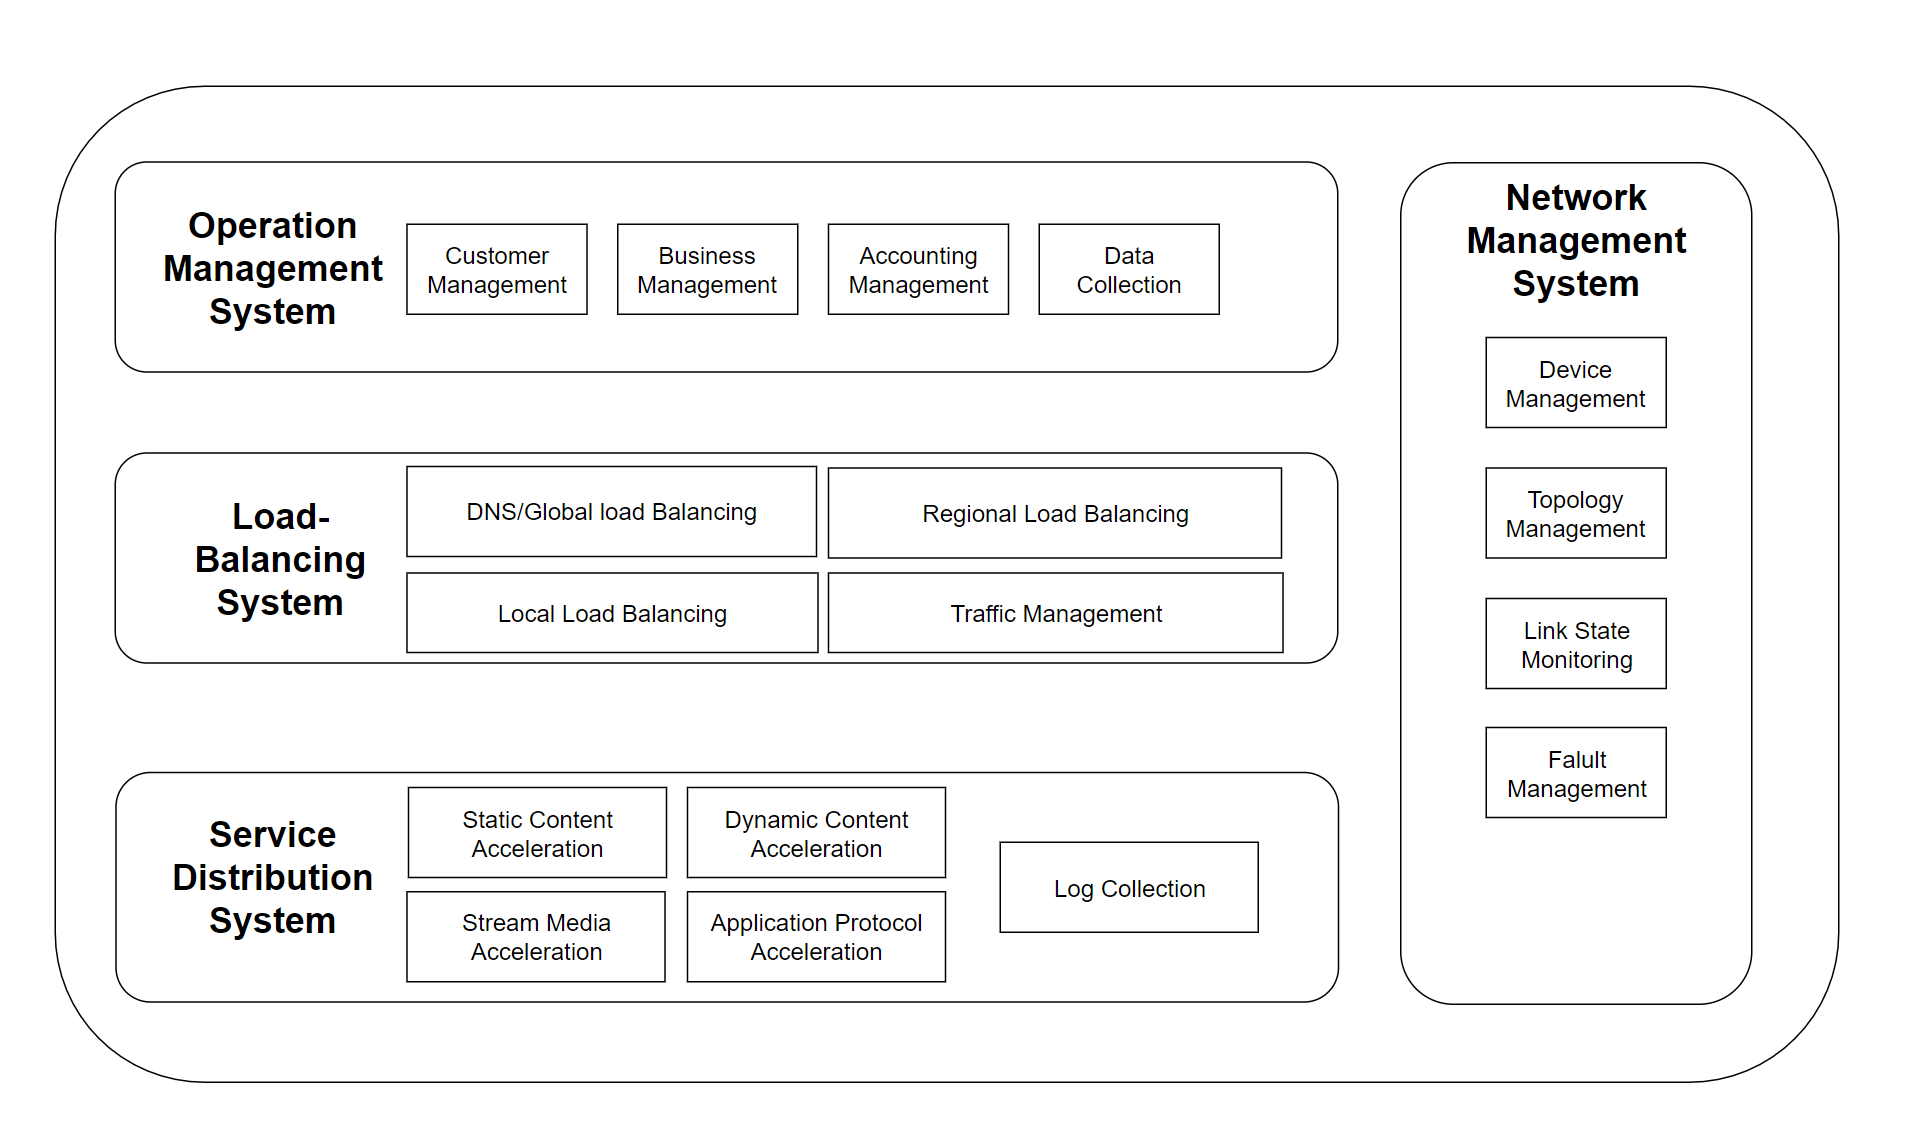 Operation
Management
System
Customer
Management
Business
Management
Accounting
Management
Data
Collection
Load-
Balancing
System
DNS/Global load Balancing
Regional Load Balancing
Local Load Balancing
Traffic Management
Service
Distribution
System
Static Content
Acceleration
Dynamic Content
Acceleration
Stream Media
Acceleration
Application Protocol
Acceleration
Log Collection
Network
Management
System
Device
Management
Topology
Management
Link State
Monitoring
Falult
Management